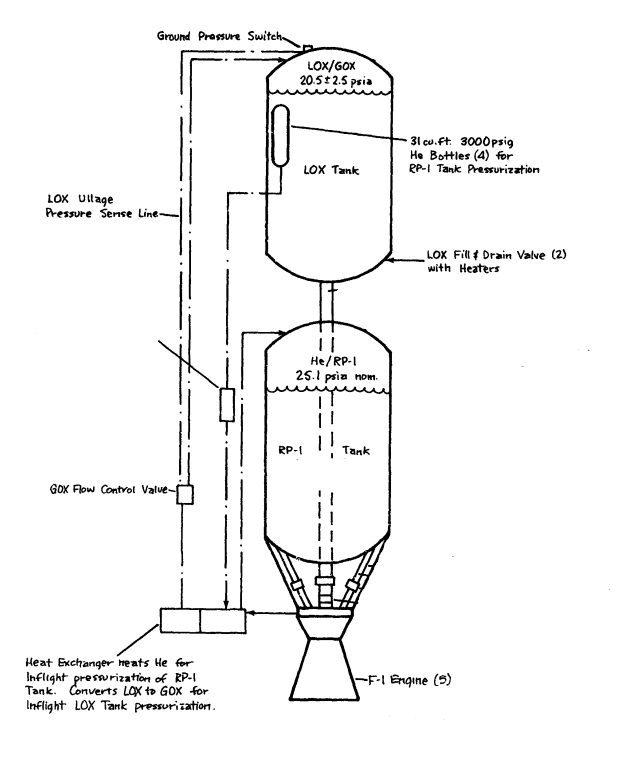 Ground Pressure Switch
LOX/GOX
20.5±2.5 psia
31 cu.ft. 3000 psig
He Bottles (4) for
RP-1 Tank Pressurization
LOX Tank
LOX Ullage
Pressure Sense Line
LOX Fill & Drain Valve (2)
with Heaters
He/RP-1
25.1 psia nom.
RP-1 Tank
GOX Flow Control Valve
Heat Exchanger heats He for
Inflight pressurization of RP-1
Tank. Converts LOX to GOX for
Inflight LOX Tank pressurization.
F-1 Engine (5)